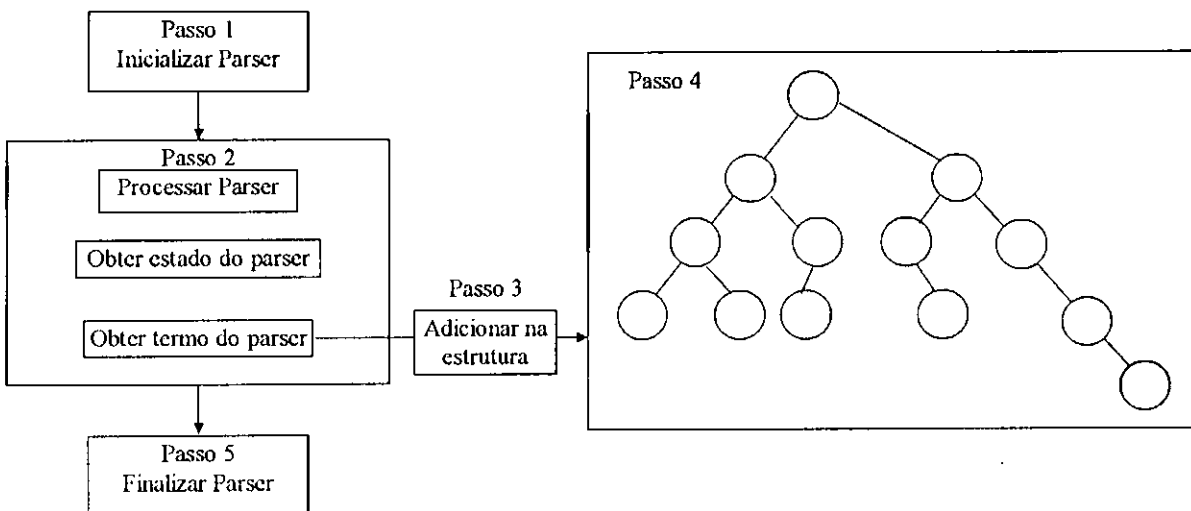 Passo 1
Inicializar Parser
Passo 2
Processar Parser
Obter estado do parser
Obter termo do parser
Passo 3
Adicionar na
estrutura
Passo 4
Passo 5
Finalizar Parser